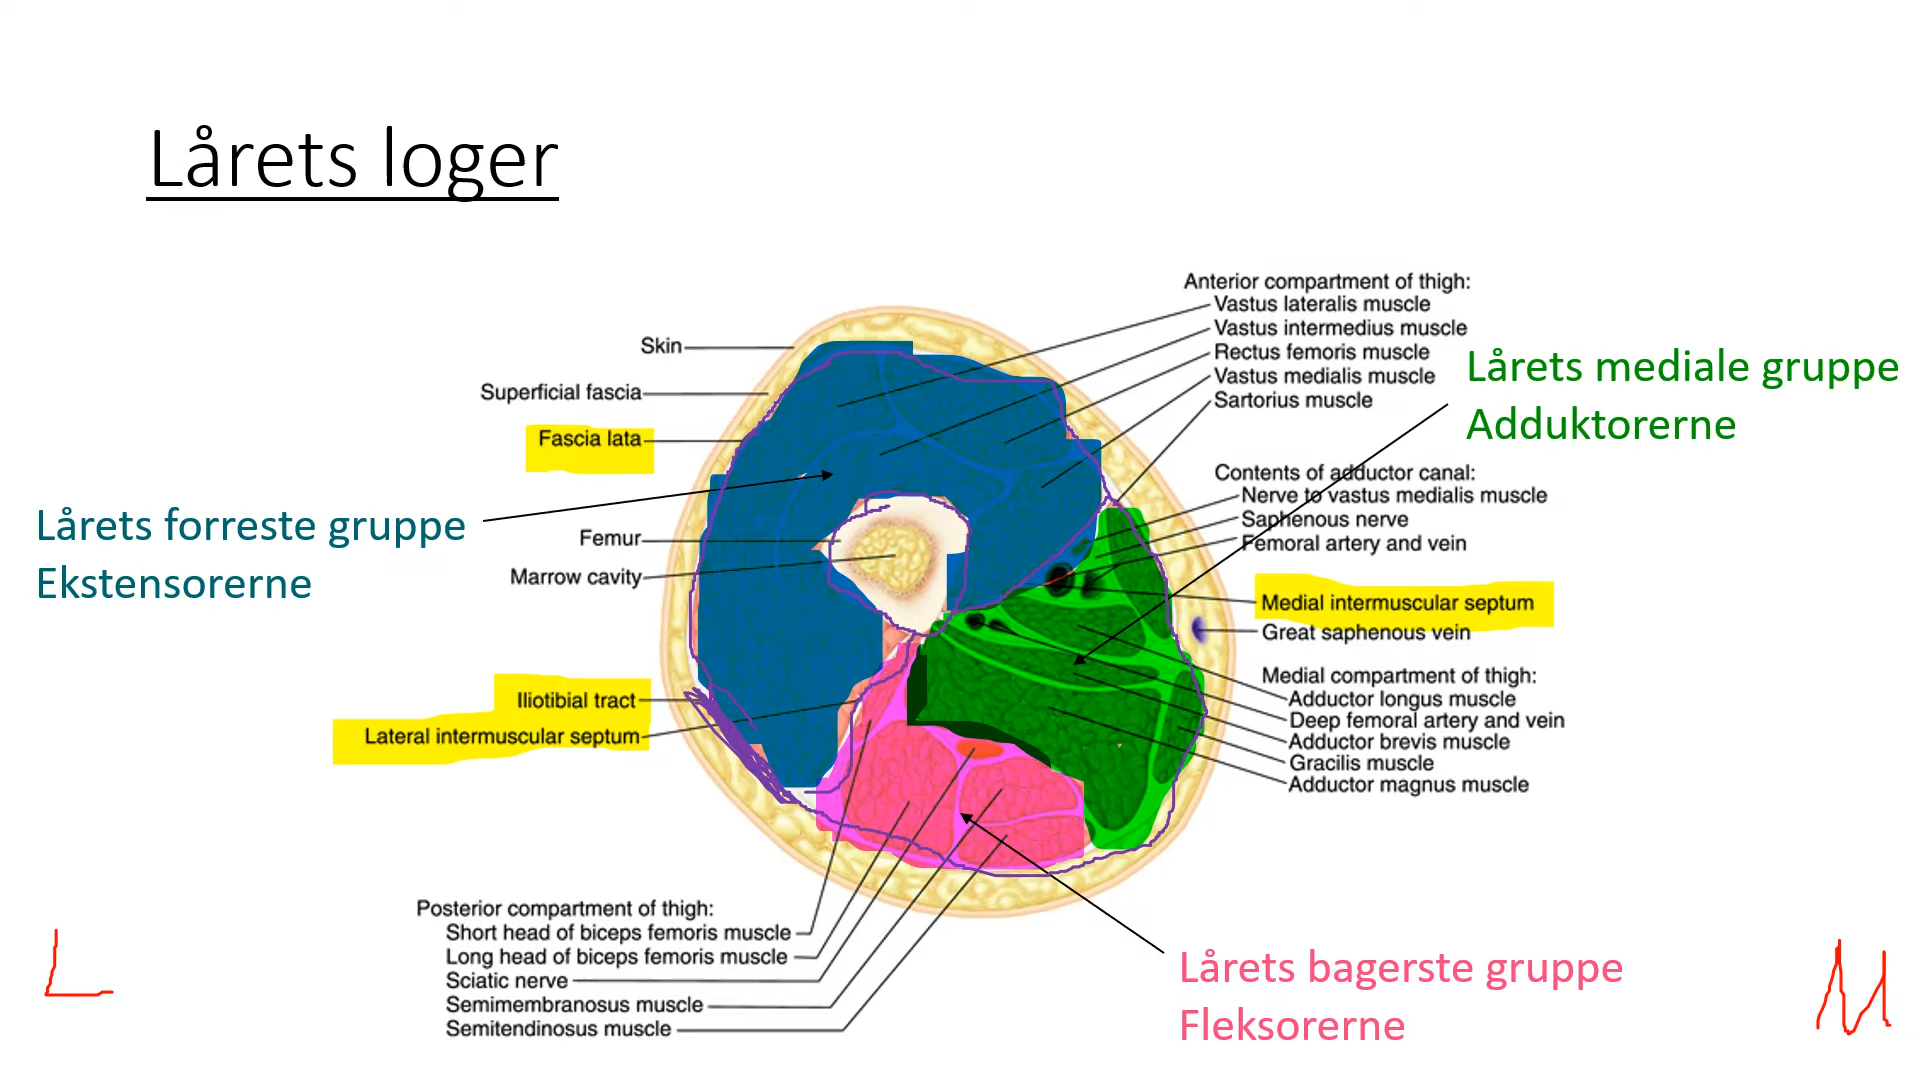 Lårets loger
Skin
Superficial fascia
Fascia lata
Lårets forreste gruppe
Ekstensorerne
Femur
Marrow cavity
Iliotibial tract
Lateral intermuscular septum
Anterior compartment of thigh:
Vastus lateralis muscle
Vastus intermedius muscle
Rectus femoris muscle
Vastus medialis muscle
Sartorius muscle
Lårets mediale gruppe
Adduktorerne
Contents of adductor canal:
Nerve to vastus medialis muscle
Saphenous nerve
Femoral artery and vein
Medial intermuscular septum
Great saphenous vein
Medial compartment of thigh:
Adductor longus muscle
Deep femoral artery and vein
Adductor brevis muscle
Gracilis muscle
Adductor magnus muscle
Posterior compartment of thigh:
Short head of biceps femoris muscle
Long head of biceps femoris muscle
Sciatic nerve
Semimembranosus muscle
Semitendinosus muscle
Lårets bagerste gruppe
Fleksorerne
L
M